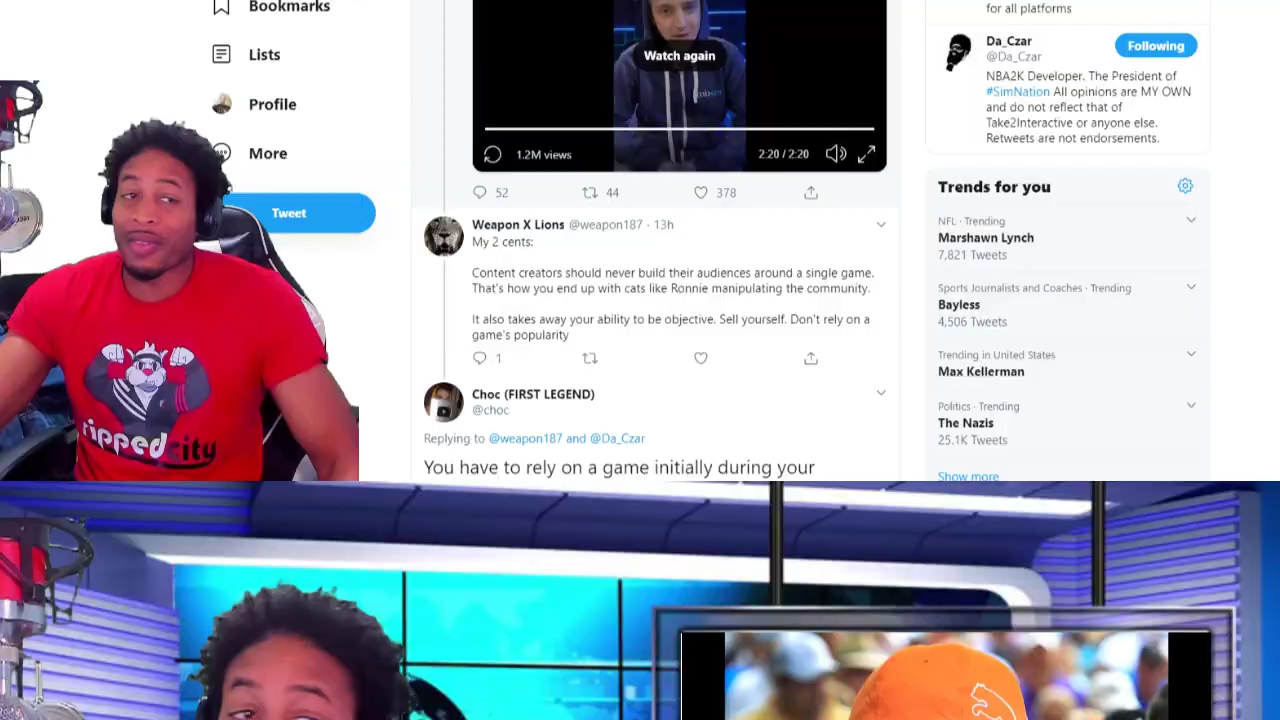 Bookmarks
Lists
Profile
More
Tweet
Watch again
1.2M views
2:20 / 2:20
52
44
378
Weapon X Lions @weapon187 · 13h
My 2 cents:
Content creators should never build their audiences around a single game.
That's how you end up with cats like Ronnie manipulating the community.
It also takes away your ability to be objective. Sell yourself. Don't rely on a
game's popularity
1
Choc (FIRST LEGEND)
@choc
Replying to @weapon187 and @Da_Czar
You have to rely on a game initially during your
for all platforms
Da_Czar
@Da_Czar
Following
NBA2K Developer. The President of
#SimNation All opinions are MY OWN
and do not reflect that of
Take2Interactive or anyone else.
Retweets are not endorsements.
Trends for you
NFL · Trending
Marshawn Lynch
7,821 Tweets
Sports Journalists and Coaches · Trending
Bayless
4,506 Tweets
Trending in United States
Max Kellerman
Politics · Trending
The Nazis
25.1K Tweets
Show more
ripped city